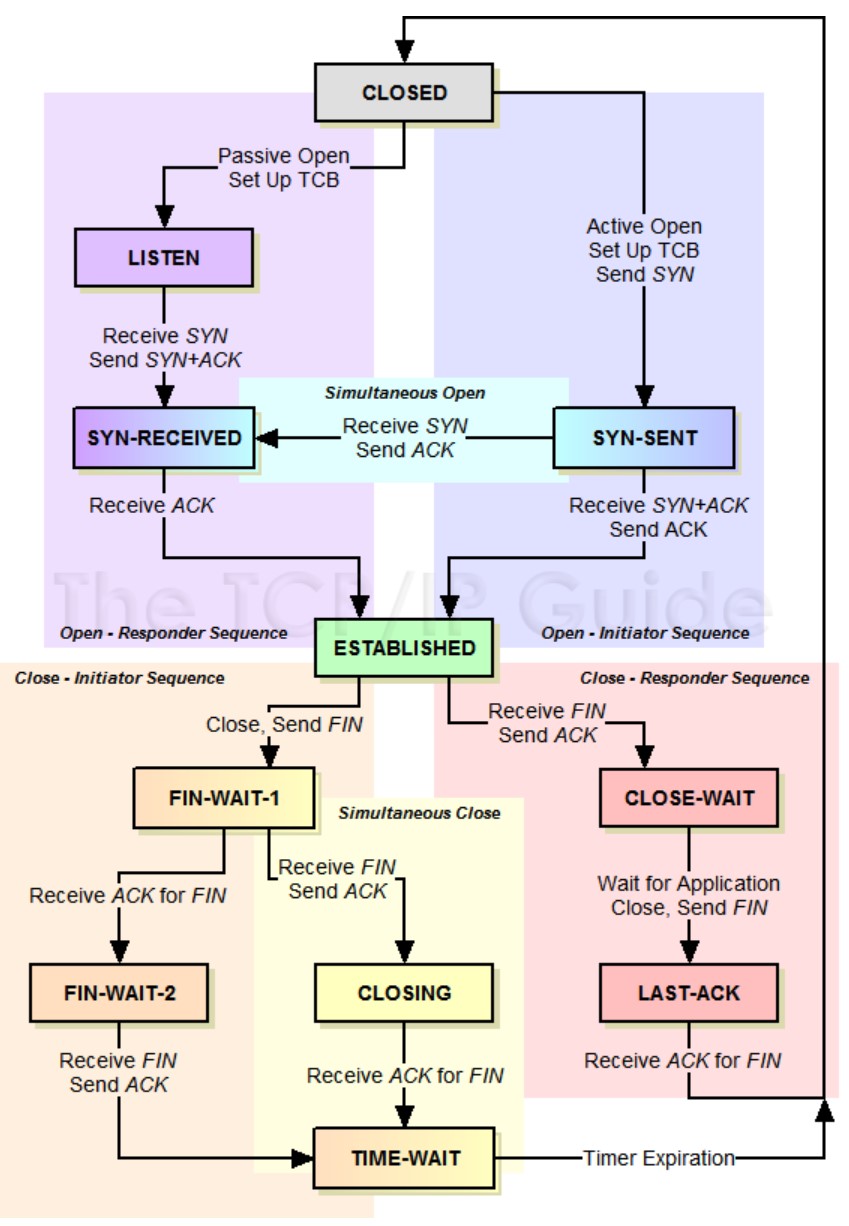 CLOSED
Passive Open
Set Up TCB
Active Open
Set Up TCB
Send SYN
LISTEN
Receive SYN
Send SYN+ACK
Simultaneous Open
SYN-RECEIVED
Receive SYN
Send ACK
SYN-SENT
Receive ACK
Receive SYN+ACK
Send ACK
The TCP/IP Guide
Open - Responder Sequence
Open - Initiator Sequence
ESTABLISHED
Close - Initiator Sequence
Close - Responder Sequence
Close, Send FIN
Receive FIN
Send ACK
FIN-WAIT-1
CLOSE-WAIT
Simultaneous Close
Receive ACK for FIN
Receive FIN
Send ACK
Wait for Application
Close, Send FIN
FIN-WAIT-2
CLOSING
LAST-ACK
Receive FIN
Send ACK
Receive ACK for FIN
Receive ACK for FIN
TIME-WAIT
Timer Expiration